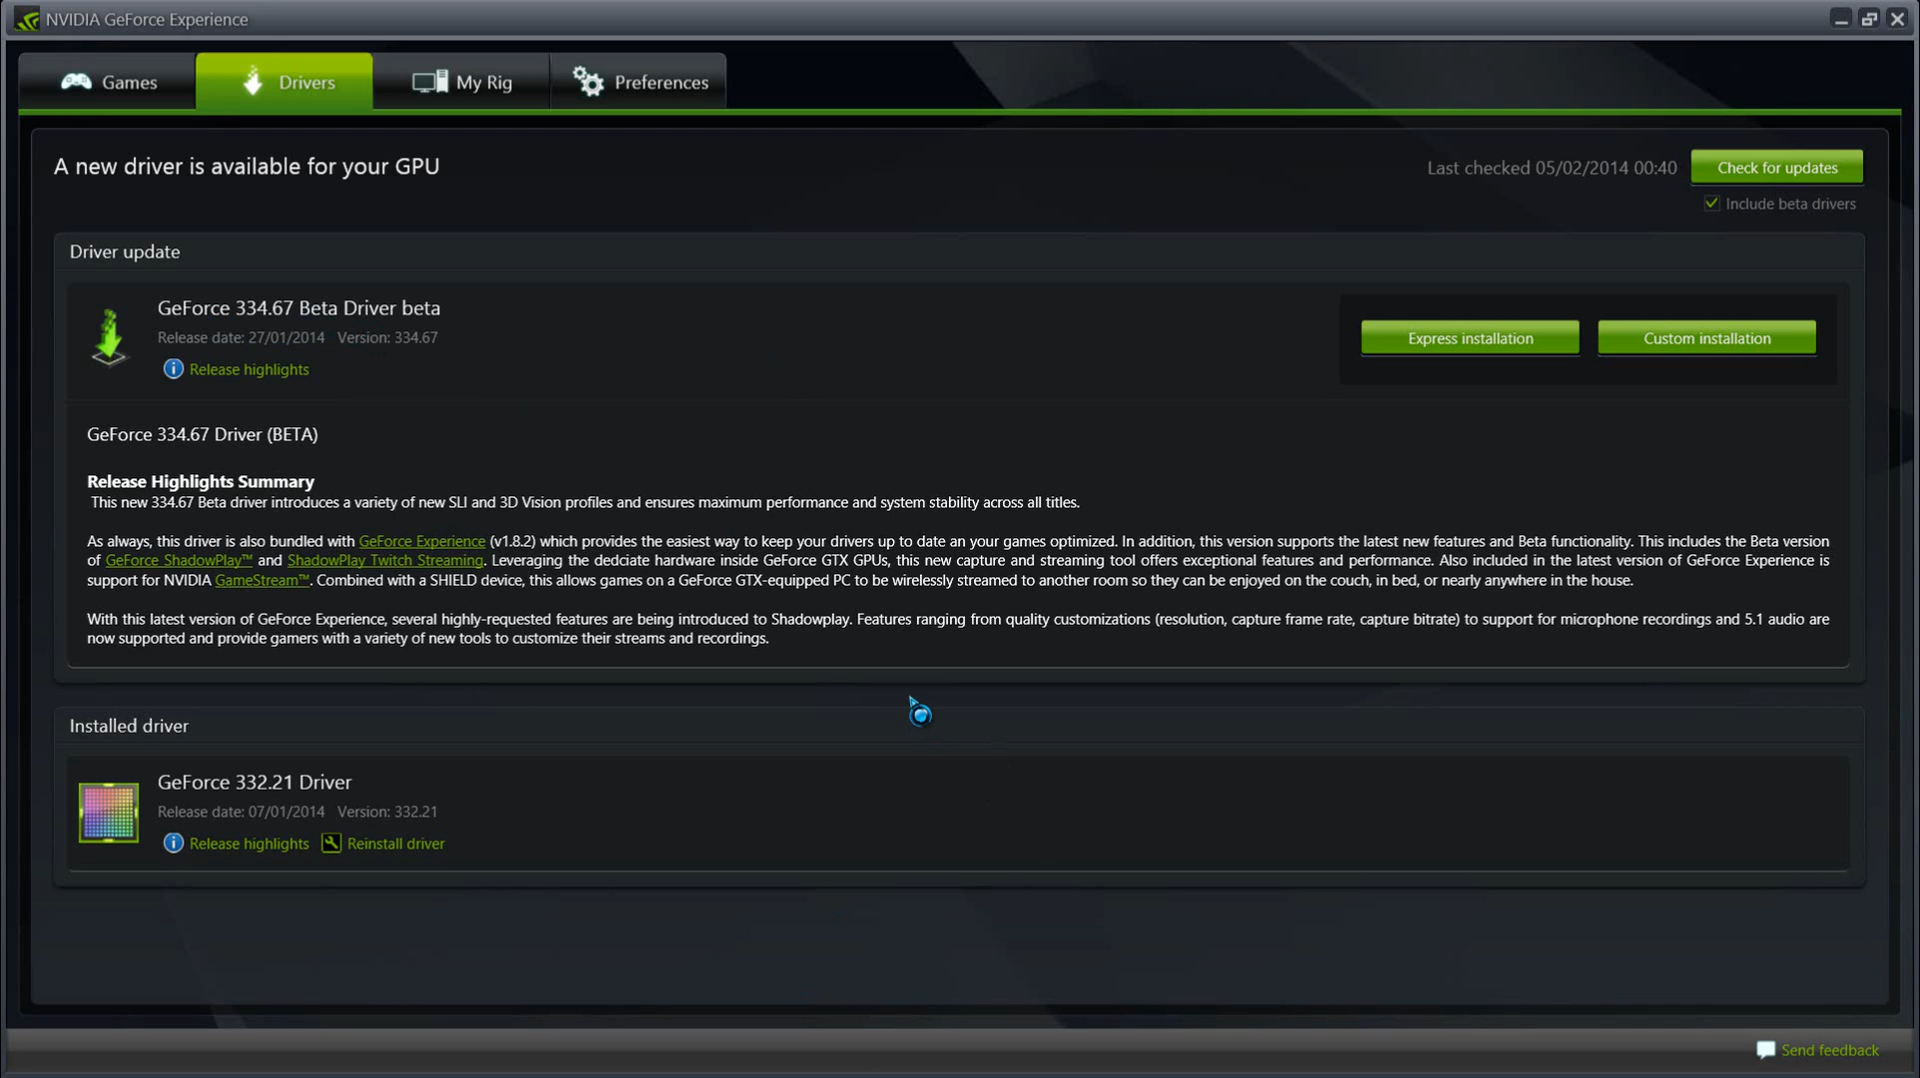 NVIDIA GeForce Experience
Games
Drivers
My Rig
Preferences
A new driver is available for your GPU
Last checked 05/02/2014 00:40
Check for updates
Include beta drivers
Driver update
GeForce 334.67 Beta Driver beta
Release date: 27/01/2014 Version: 334.67
Release highlights
Express installation
Custom installation
GeForce 334.67 Driver (BETA)
Release Highlights Summary
This new 334.67 Beta driver introduces a variety of new SLI and 3D Vision profiles and ensures maximum performance and system stability across all titles.
As always, this driver is also bundled with GeForce Experience (v1.8.2) which provides the easiest way to keep your drivers up to date an your games optimized. In addition, this version supports the latest new features and Beta functionality. This includes the Beta version
of GeForce ShadowPlay™ and ShadowPlay Twitch Streaming. Leveraging the dedciate hardware inside GeForce GTX GPUs, this new capture and streaming tool offers exceptional features and performance. Also included in the latest version of GeForce Experience is
support for NVIDIA GameStream™. Combined with a SHIELD device, this allows games on a GeForce GTX-equipped PC to be wirelessly streamed to another room so they can be enjoyed on the couch, in bed, or nearly anywhere in the house.
With this latest version of GeForce Experience, several highly-requested features are being introduced to Shadowplay. Features ranging from quality customizations (resolution, capture frame rate, capture bitrate) to support for microphone recordings and 5.1 audio are
now supported and provide gamers with a variety of new tools to customize their streams and recordings.
Installed driver
GeForce 332.21 Driver
Release date: 07/01/2014 Version: 332.21
Release highlights
Reinstall driver
Send feedback